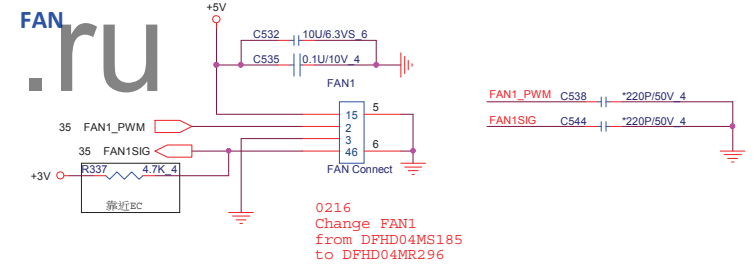 FAN
.ru
+5V
C532 10U/6.3VS_6
C535 0.1U/10V_4
FAN1
35 FAN1_PWM
35 FAN1SIG
+3V
R337 4.7K_4
靠近EC
15
2
3
46
5
6
FAN Connect
FAN1_PWM C538 *220P/50V_4
FAN1SIG C544 *220P/50V_4
0216
Change FAN1
from DFHD04MS185
to DFHD04MR296